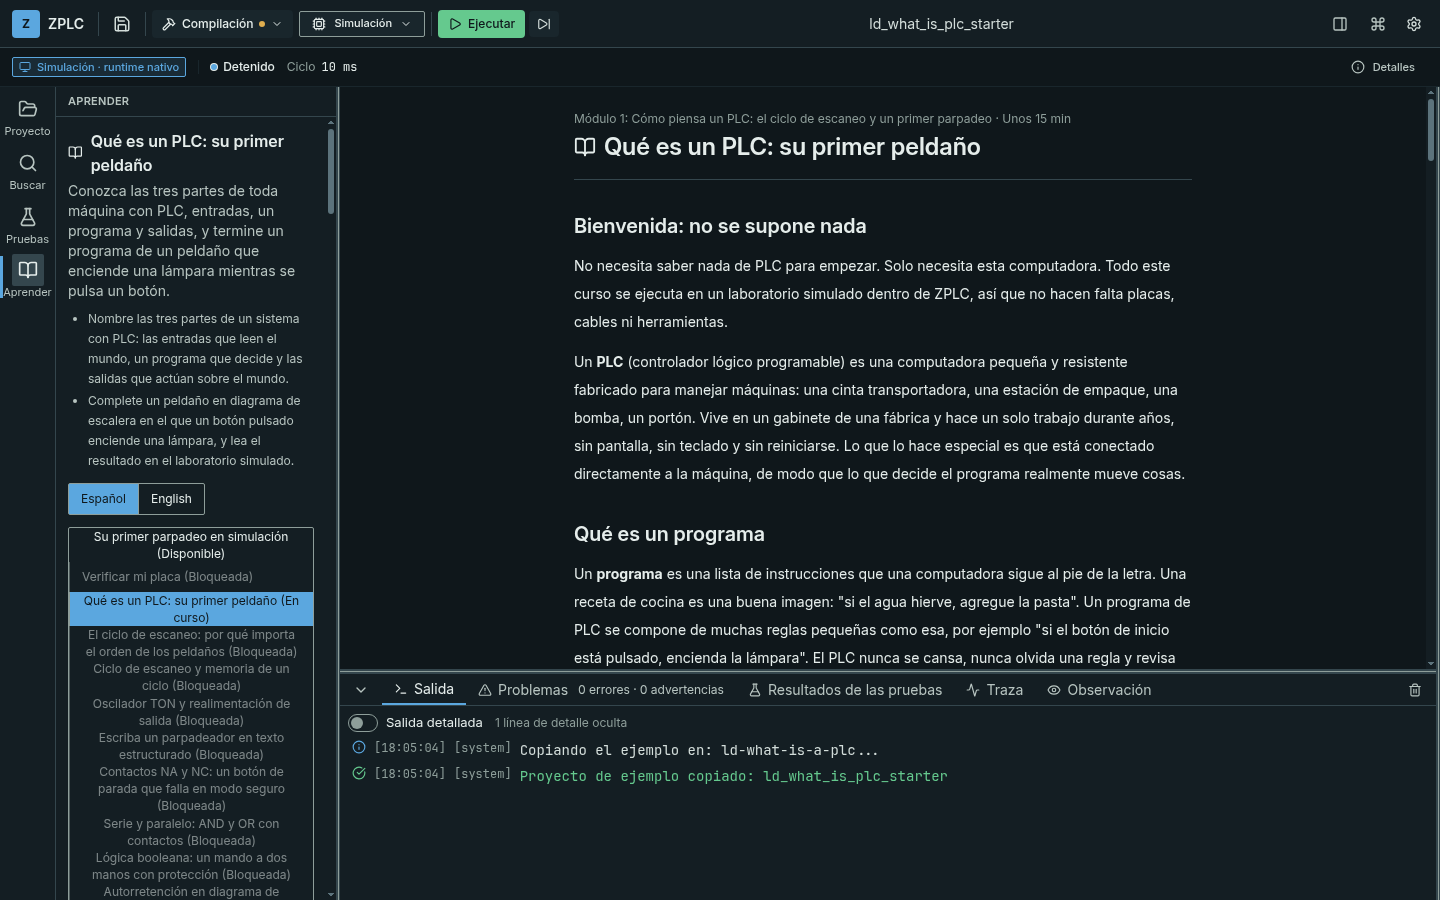 Z ZPLC Compilación Simulación Ejecutar ld_what_is_plc_starter
Simulación · runtime nativo Detenido Ciclo 10 ms Detalles
Proyecto
Buscar
Pruebas
Aprender
APRENDER
Qué es un PLC: su primer
peldaño
Conozca las tres partes de toda
máquina con PLC, entradas, un
programa y salidas, y termine un
programa de un peldaño que
enciende una lámpara mientras se
pulsa un botón.
• Nombre las tres partes de un sistema
con PLC: las entradas que leen el
mundo, un programa que decide y las
salidas que actúan sobre el mundo.
• Complete un peldaño en diagrama de
escalera en el que un botón pulsado
enciende una lámpara, y lea el
resultado en el laboratorio simulado.
Español English
Su primer parpadeo en simulación
(Disponible)
Verificar mi placa (Bloqueada)
Qué es un PLC: su primer peldaño (En
curso)
El ciclo de escaneo: por qué importa
el orden de los peldaños (Bloqueada)
Ciclo de escaneo y memoria de un
ciclo (Bloqueada)
Oscilador TON y realimentación de
salida (Bloqueada)
Escriba un parpadeador en texto
estructurado (Bloqueada)
Contactos NA y NC: un botón de
parada que falla en modo seguro
(Bloqueada)
Serie y paralelo: AND y OR con
contactos (Bloqueada)
Lógica booleana: un mando a dos
manos con protección (Bloqueada)
Autorretención en diagrama de
Módulo 1: Cómo piensa un PLC: el ciclo de escaneo y un primer parpadeo · Unos 15 min
Qué es un PLC: su primer peldaño
Bienvenida: no se supone nada
No necesita saber nada de PLC para empezar. Solo necesita esta computadora. Todo este
curso se ejecuta en un laboratorio simulado dentro de ZPLC, así que no hacen falta placas,
cables ni herramientas.
Un PLC (controlador lógico programable) es una computadora pequeña y resistente
fabricado para manejar máquinas: una cinta transportadora, una estación de empaque, una
bomba, un portón. Vive en un gabinete de una fábrica y hace un solo trabajo durante años,
sin pantalla, sin teclado y sin reiniciarse. Lo que lo hace especial es que está conectado
directamente a la máquina, de modo que lo que decide el programa realmente mueve cosas.
Qué es un programa
Un programa es una lista de instrucciones que una computadora sigue al pie de la letra. Una
receta de cocina es una buena imagen: "si el agua hierve, agregue la pasta". Un programa de
PLC se compone de muchas reglas pequeñas como esa, por ejemplo "si el botón de inicio
está pulsado, encienda la lámpara". El PLC nunca se cansa, nunca olvida una regla y revisa
Salida Problemas 0 errores · 0 advertencias Resultados de las pruebas Traza Observación
Salida detallada 1 línea de detalle oculta
[18:05:04] [system] Copiando el ejemplo en: ld-what-is-a-plc...
[18:05:04] [system] Proyecto de ejemplo copiado: ld_what_is_plc_starter